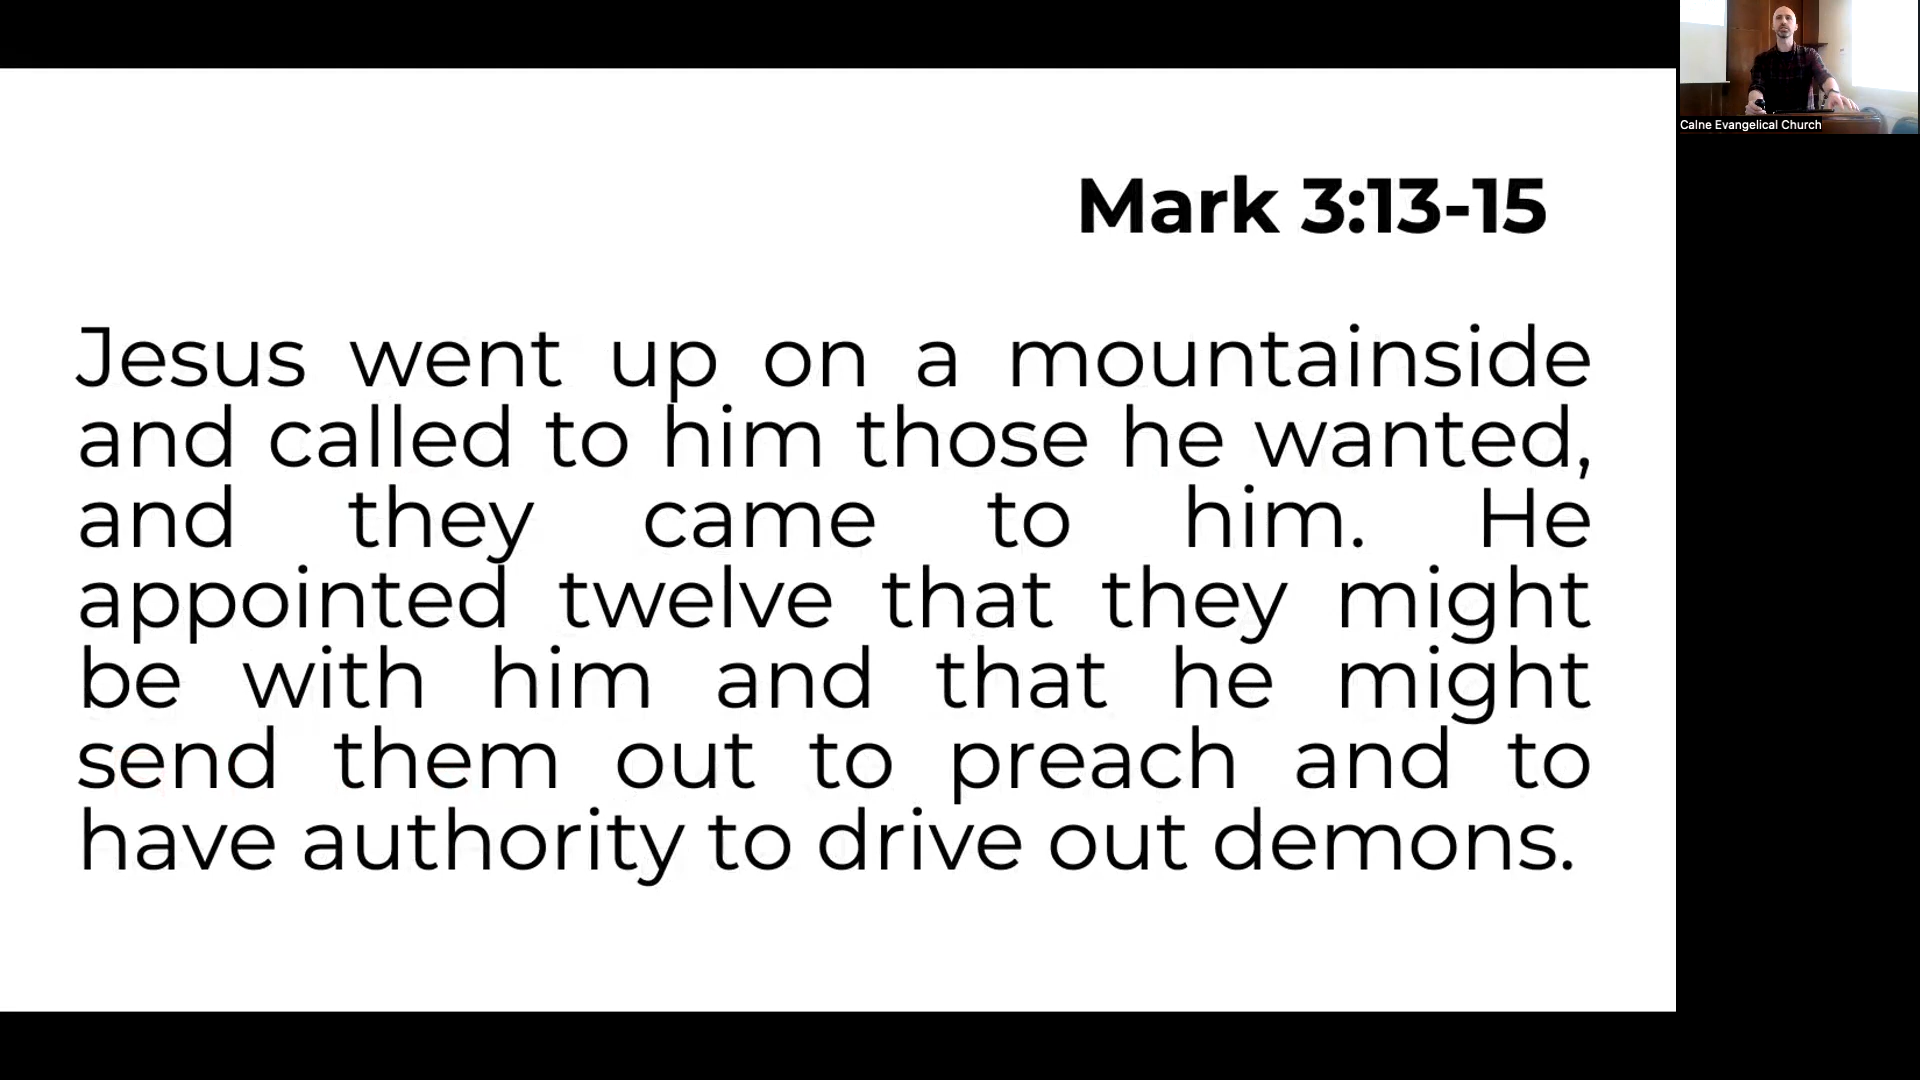 Mark 3:13-15
Jesus went up on a mountainside
and called to him those he wanted,
and they came to him. He
appointed twelve that they might
be with him and that he might
send them out to preach and to
have authority to drive out demons.
Calne Evangelical Church